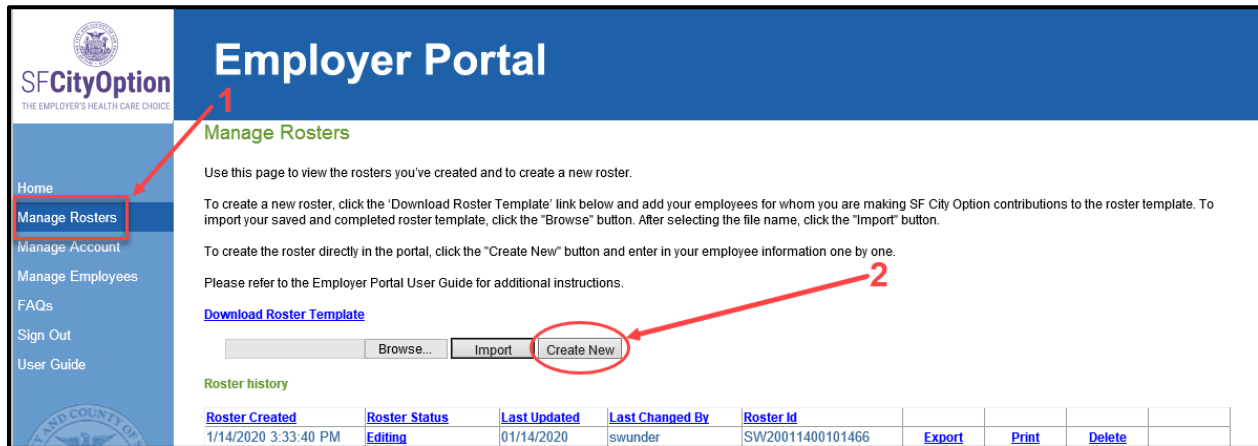 Employer Portal
SFCityOption
THE EMPLOYER'S HEALTH CARE CHOICE
1
Home
Manage Rosters
Manage Account
Manage Employees
FAQs
Sign Out
User Guide
Manage Rosters
Use this page to view the rosters you've created and to create a new roster.
To create a new roster, click the 'Download Roster Template' link below and add your employees for whom you are making SF City Option contributions to the roster template. To
import your saved and completed roster template, click the "Browse" button. After selecting the file name, click the "Import" button.
To create the roster directly in the portal, click the "Create New" button and enter in your employee information one by one.
2
Please refer to the Employer Portal User Guide for additional instructions.
Download Roster Template
Browse... Import Create New
Roster history
Roster Created Roster Status Last Updated Last Changed By Roster Id
1/14/2020 3:33:40 PM Editing 01/14/2020 swunder SW20011400101466 Export Print Delete